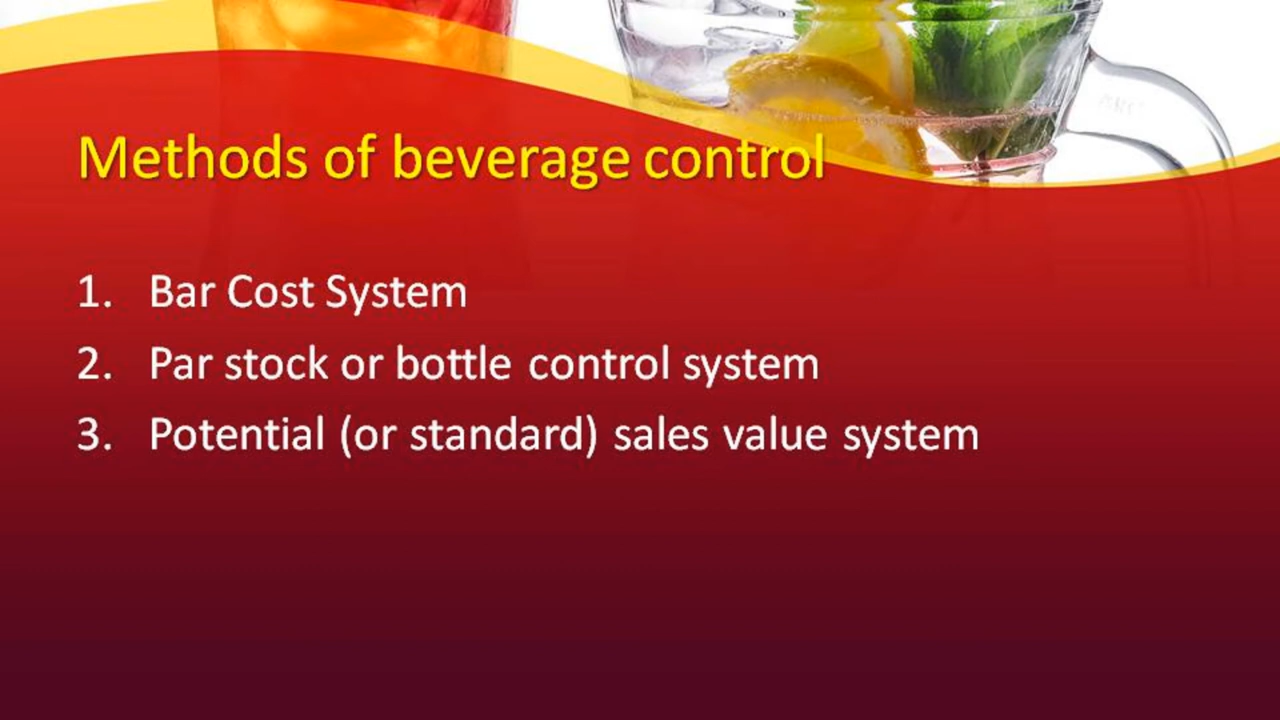 Methods of beverage control
1. Bar Cost System
2. Par stock or bottle control system
3. Potential (or standard) sales value system